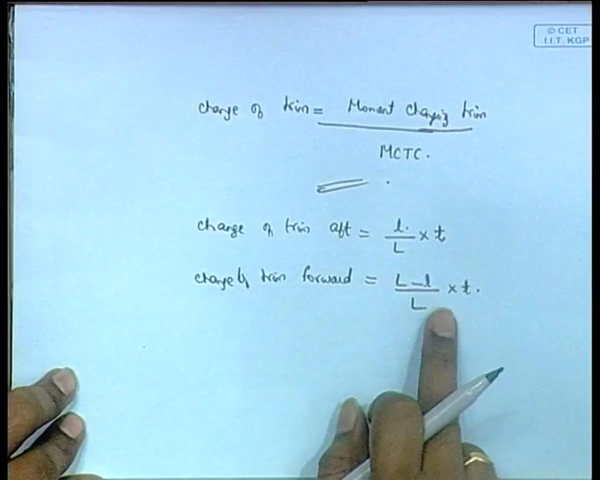 © CET
I.I.T. KGP
change of trim = Moment changing trim
MCTC.
change of trim aft = l/L × t
change of trim forward = L-l/L × t.